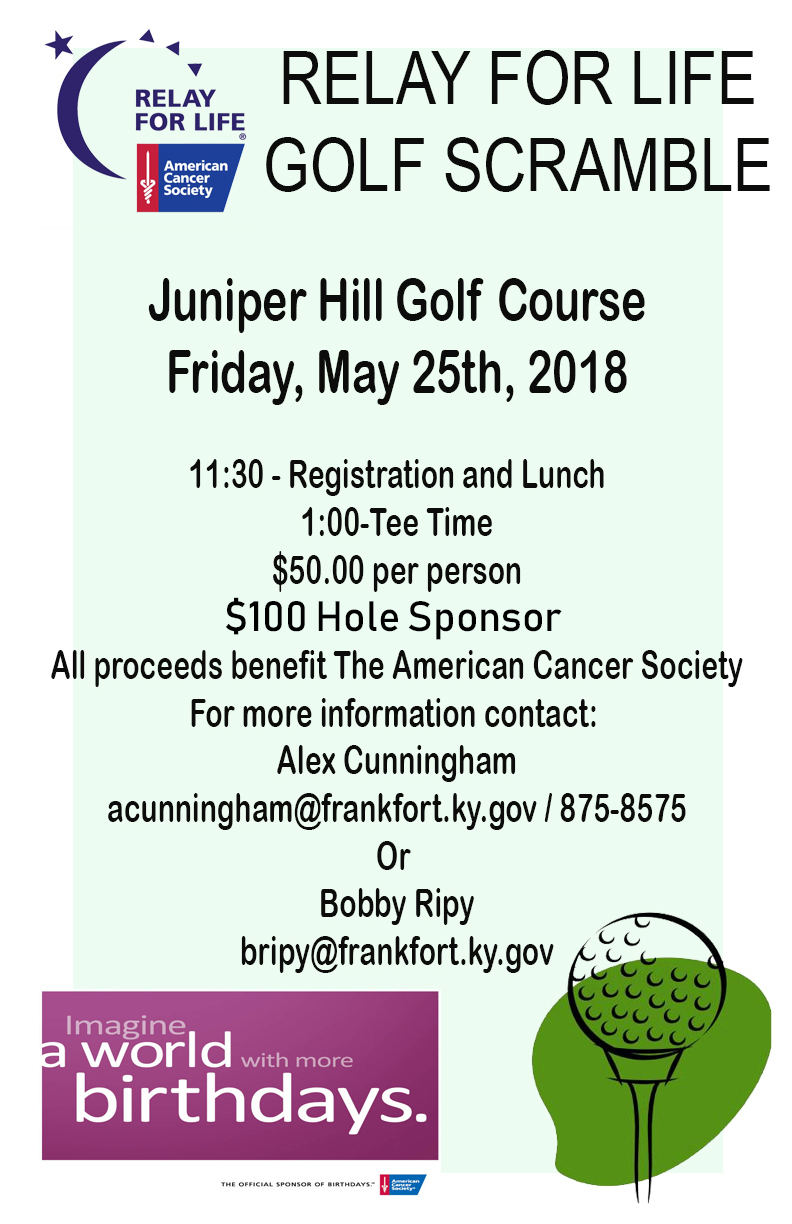 RELAY
FOR LIFE®
American
Cancer
Society
RELAY FOR LIFE
GOLF SCRAMBLE
Juniper Hill Golf Course
Friday, May 25th, 2018
11:30 - Registration and Lunch
1:00-Tee Time
$50.00 per person
$100 Hole Sponsor
All proceeds benefit The American Cancer Society
For more information contact:
Alex Cunningham
acunningham@frankfort.ky.gov / 875-8575
Or
Bobby Ripy
bripy@frankfort.ky.gov
Imagine
a world with more
birthdays.
THE OFFICIAL SPONSOR OF BIRTHDAYS.™
American
Cancer
Society®